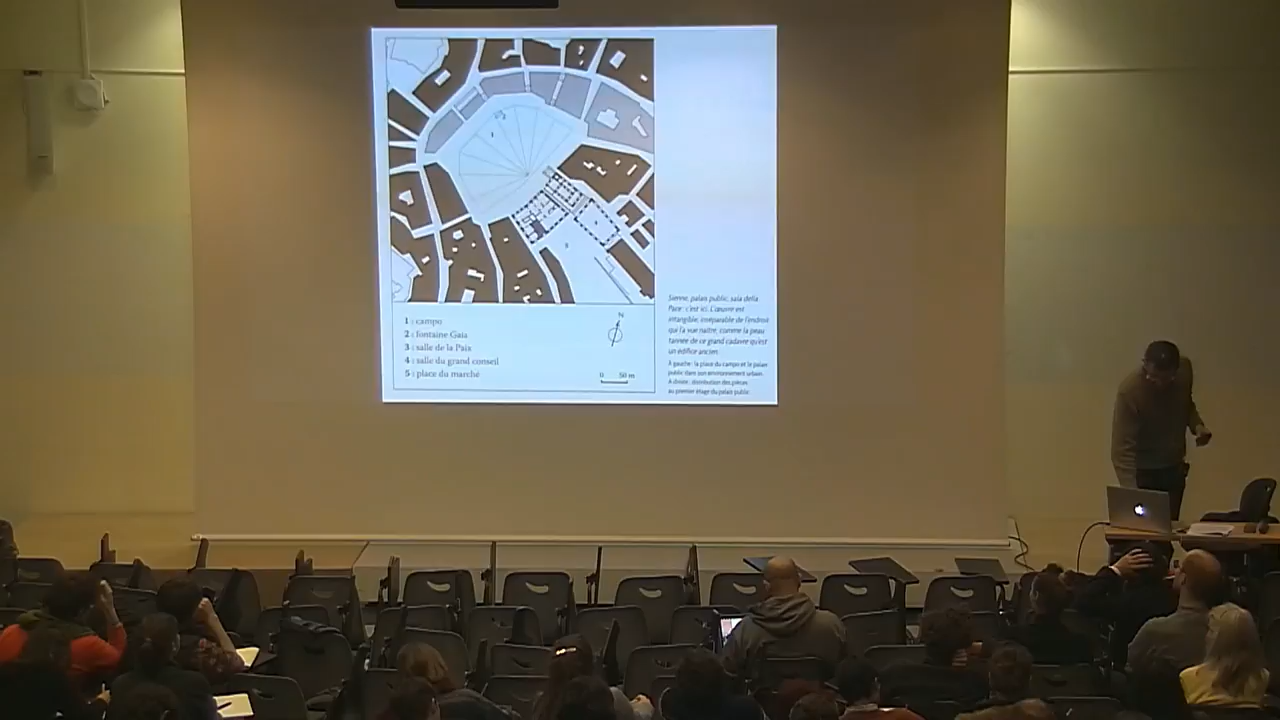 N
1 : campo
2 : fontaine Gaïa
3 : salle de la Paix
4 : salle du grand conseil
5 : place du marché
0 50 m
Sienne, palais public, sala della
Pace: c'est ici. L'œuvre est
intangible, inséparable de l'endroit
qui l'a vue naître, comme la peau
tannée de ce grand cadavre qu'est
un édifice ancien.
À gauche : la place du campo et le palais
public dans son environnement urbain.
À droite : distribution des pièces
au premier étage du palais public.